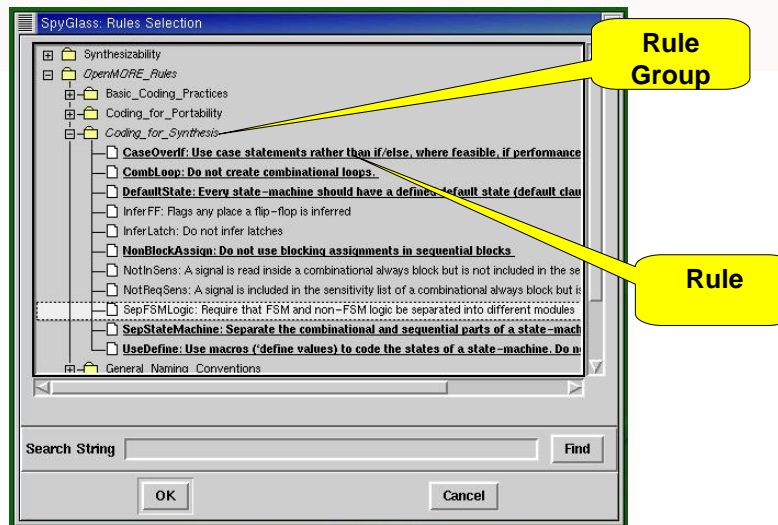 SpyGlass: Rules Selection
Synthesizability
OpenMORE_Rules
Basic_Coding_Practices
Coding_for_Portability
Coding_for_Synthesis
CaseOverIf: Use case statements rather than if/else, where feasible, if performance
CombLoop: Do not create combinational loops.
DefaultState: Every state-machine should have a defined default state (default clau
InferFF: Flags any place a flip-flop is inferred
InferLatch: Do not infer latches
NonBlockAssign: Do not use blocking assignments in sequential blocks
NotInSens: A signal is read inside a combinational always block but is not included in the se
NotReqSens: A signal is included in the sensitivity list of a combinational always block but is
SepFSMLogic: Require that FSM and non-FSM logic be separated into different modules
SepStateMachine: Separate the combinational and sequential parts of a state-mach
UseDefine: Use macros ('define values) to code the states of a state-machine. Do n
General_Naming_Conventions
Search String
Find
OK
Cancel
Rule
Group
Rule